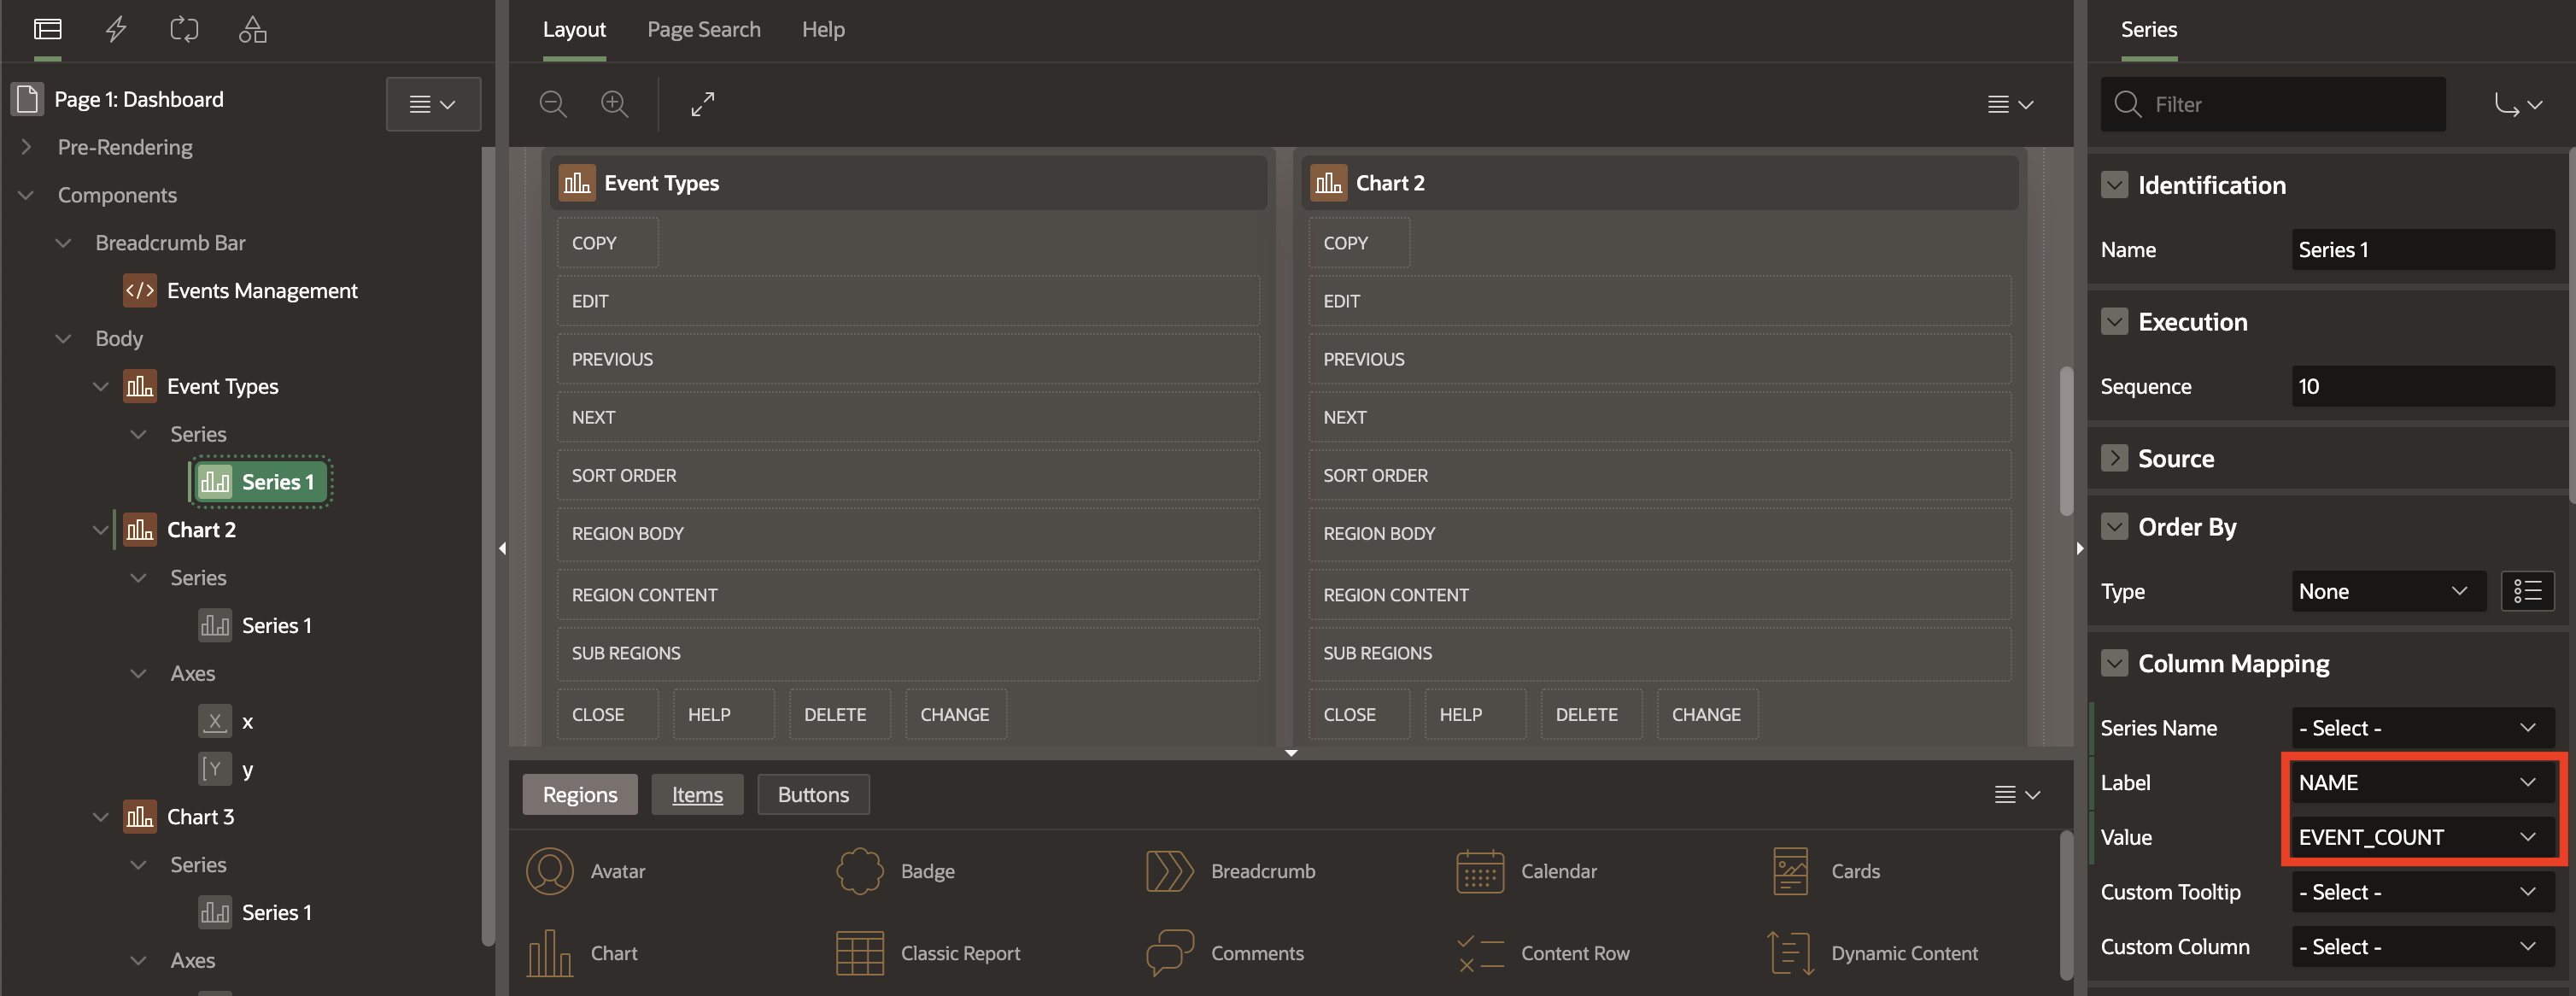 Page 1: Dashboard
Pre-Rendering
Components
Breadcrumb Bar
</> Events Management
Body
Event Types
Series
Series 1
Chart 2
Series
Series 1
Axes
X x
Y y
Chart 3
Series
Series 1
Axes
Layout Page Search Help
Event Types
COPY
EDIT
PREVIOUS
NEXT
SORT ORDER
REGION BODY
REGION CONTENT
SUB REGIONS
CLOSE HELP DELETE CHANGE
Chart 2
COPY
EDIT
PREVIOUS
NEXT
SORT ORDER
REGION BODY
REGION CONTENT
SUB REGIONS
CLOSE HELP DELETE CHANGE
Regions Items Buttons
Avatar Badge Breadcrumb Calendar Cards
Chart Classic Report Comments Content Row Dynamic Content
Series
Filter
Identification
Name Series 1
Execution
Sequence 10
Source
Order By
Type None
Column Mapping
Series Name - Select -
Label NAME
Value EVENT_COUNT
Custom Tooltip - Select -
Custom Column - Select -